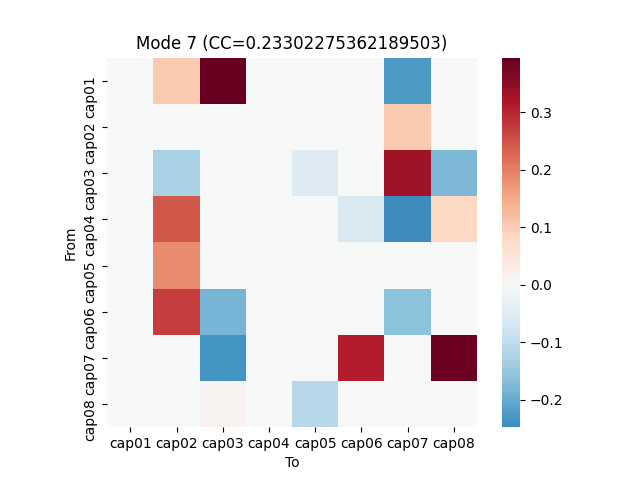 Mode 7 (CC=0.23302275362189503)
From
cap01
cap02
cap03
cap04
cap05
cap06
cap07
cap08
cap01 cap02 cap03 cap04 cap05 cap06 cap07 cap08
To
0.3
0.2
0.1
0.0
−0.1
−0.2